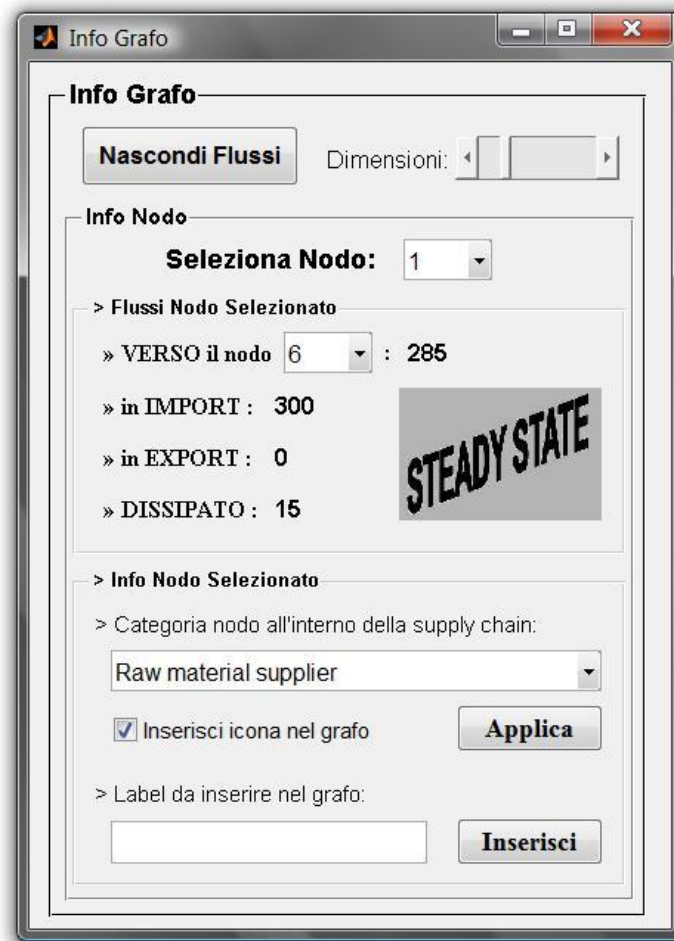 Info Grafo
Info Grafo
Nascondi Flussi Dimensioni:
Info Nodo
Seleziona Nodo: 1
> Flussi Nodo Selezionato
» VERSO il nodo 6 : 285
» in IMPORT : 300
» in EXPORT : 0
» DISSIPATO : 15
STEADY STATE
> Info Nodo Selezionato
> Categoria nodo all'interno della supply chain:
Raw material supplier
Inserisci icona nel grafo Applica
> Label da inserire nel grafo:
Inserisci